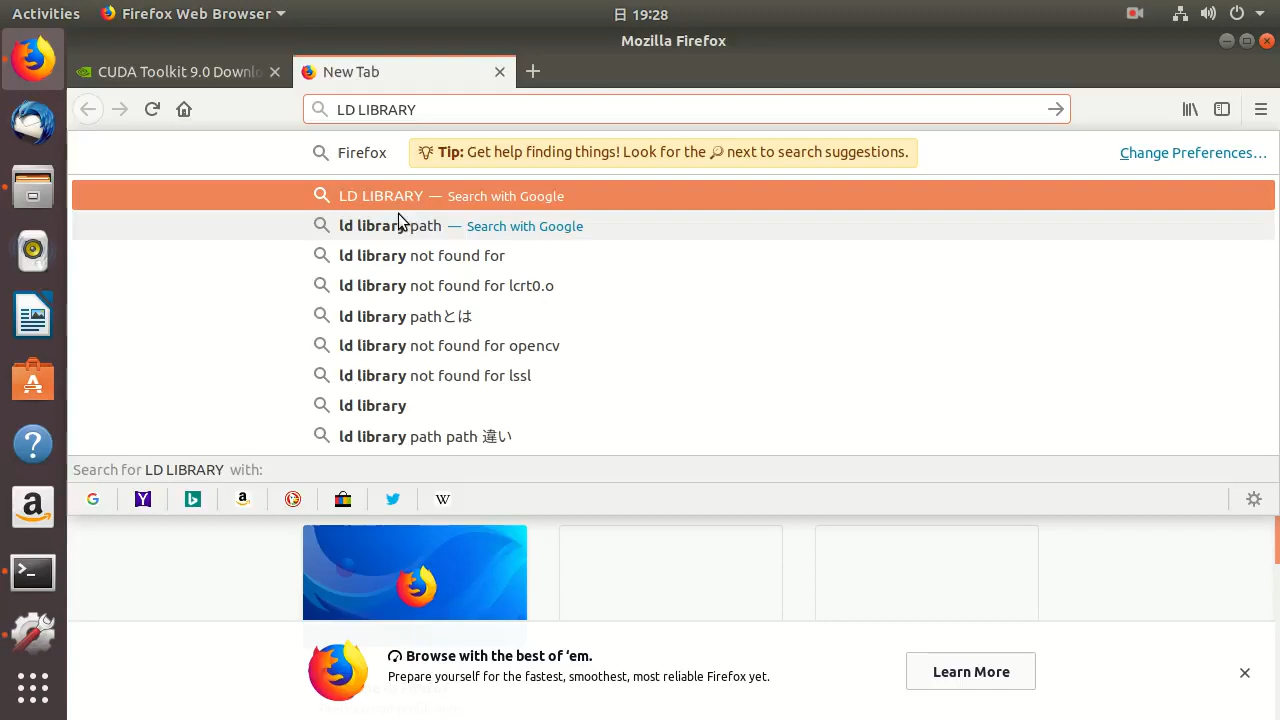 Activities
Firefox Web Browser
日 19:28
Mozilla Firefox
CUDA Toolkit 9.0 Downlo
New Tab
LD LIBRARY
Firefox
Tip: Get help finding things! Look for the next to search suggestions.
Change Preferences…
LD LIBRARY — Search with Google
ld library path — Search with Google
ld library not found for
ld library not found for lcrt0.o
ld library pathとは
ld library not found for opencv
ld library not found for lssl
ld library
ld library path path 違い
Search for LD LIBRARY with:
Browse with the best of ‘em.
Prepare yourself for the fastest, smoothest, most reliable Firefox yet.
Learn More